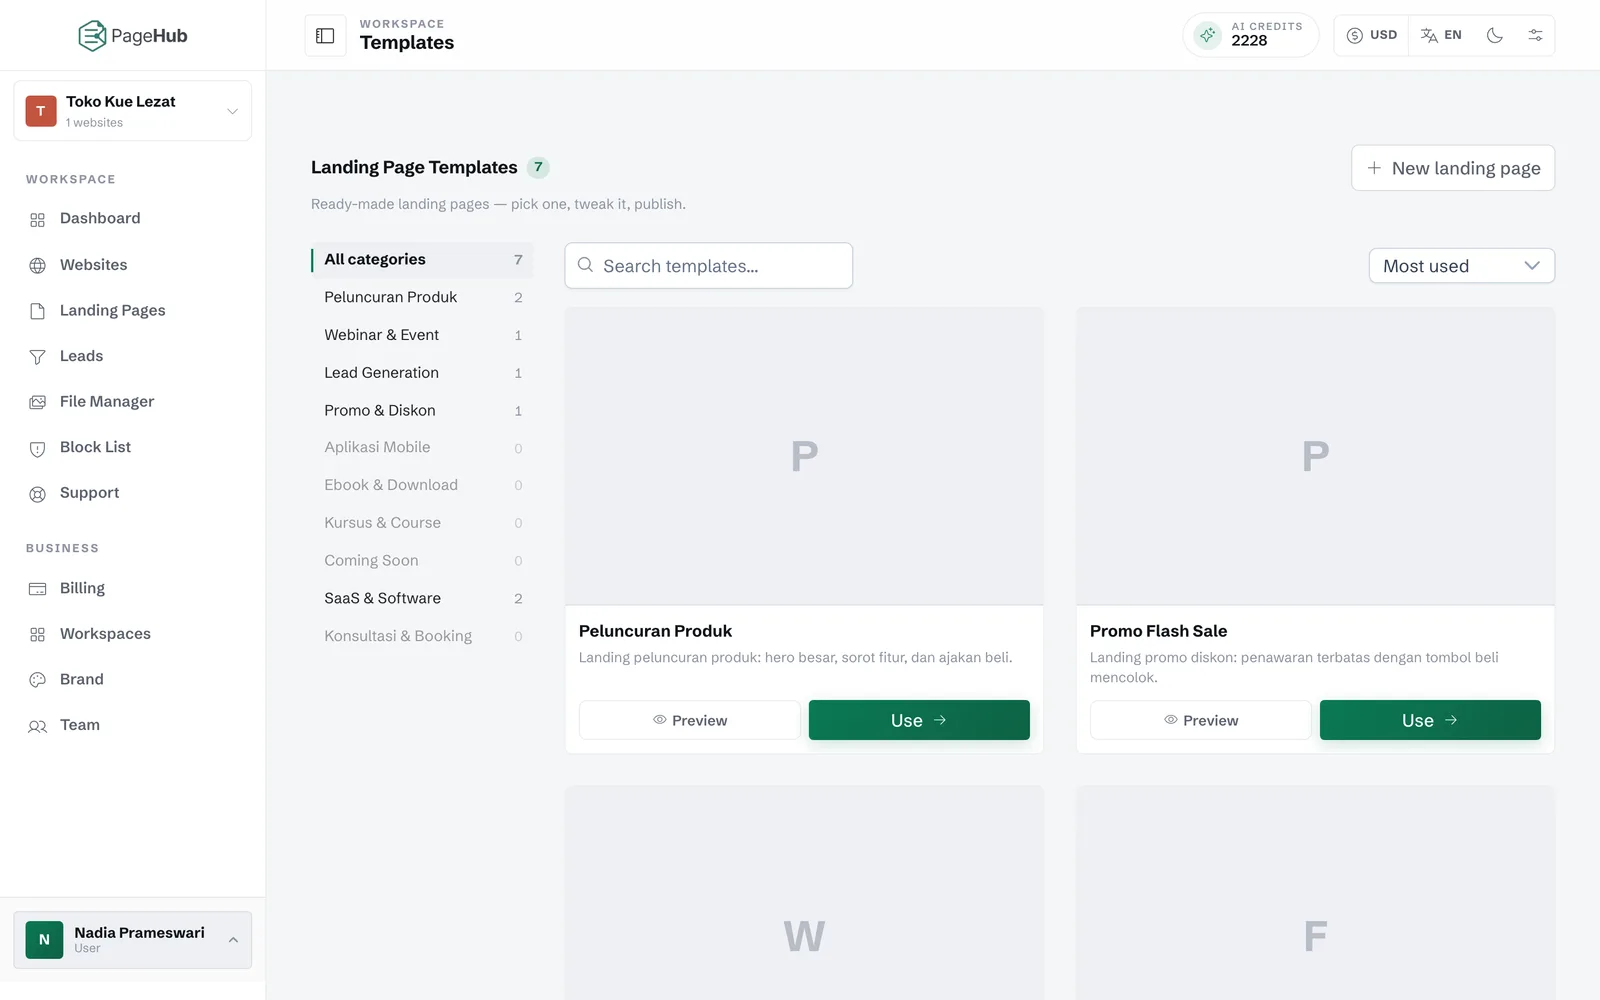 PageHub
WORKSPACE
Templates
AI CREDITS
2228
USD
EN
T
Toko Kue Lezat
1 websites
WORKSPACE
Dashboard
Websites
Landing Pages
Leads
File Manager
Block List
Support
BUSINESS
Billing
Workspaces
Brand
Team
N
Nadia Prameswari
User
Landing Page Templates 7
Ready-made landing pages — pick one, tweak it, publish.
+ New landing page
All categories 7
Peluncuran Produk 2
Webinar & Event 1
Lead Generation 1
Promo & Diskon 1
Aplikasi Mobile 0
Ebook & Download 0
Kursus & Course 0
Coming Soon 0
SaaS & Software 2
Konsultasi & Booking 0
Search templates...
Most used
P
Peluncuran Produk
Landing peluncuran produk: hero besar, sorot fitur, dan ajakan beli.
Preview
Use →
P
Promo Flash Sale
Landing promo diskon: penawaran terbatas dengan tombol beli
mencolok.
Preview
Use →
W
F